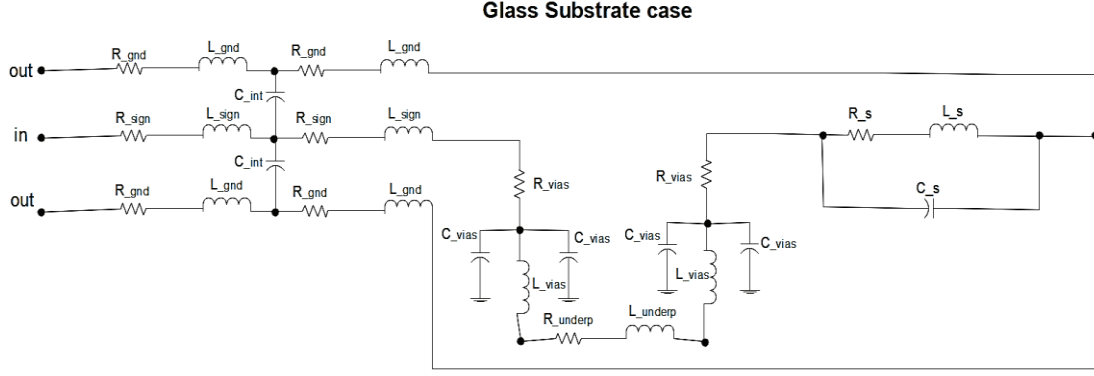 Glass Substrate case
out
R_gnd
L_gnd
R_gnd
L_gnd
C_int
in
R_sign
L_sign
R_sign
L_sign
C_int
out
R_gnd
L_gnd
R_gnd
L_gnd
R_vias
C_vias
C_vias
L_vias
R_underp
L_underp
R_vias
C_vias
C_vias
L_vias
R_s
L_s
C_s